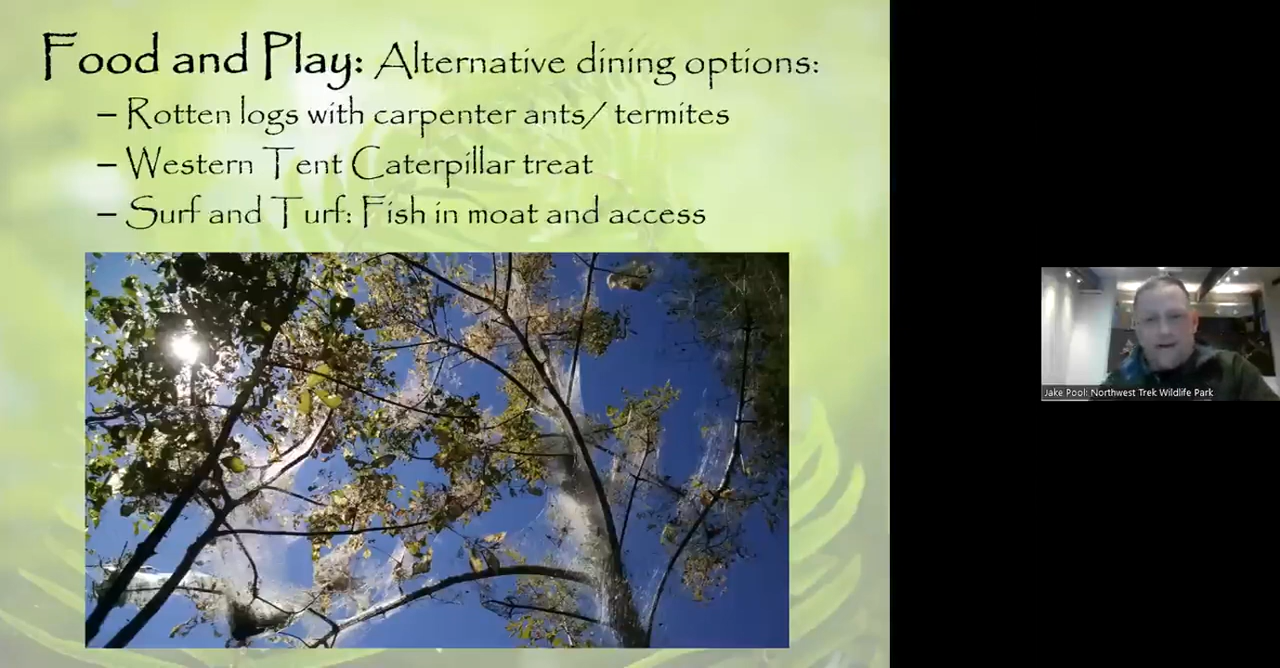 Food and Play: Alternative dining options:
– Rotten logs with carpenter ants/ termites
– Western Tent Caterpillar treat
– Surf and Turf: Fish in moat and access
Jake Pool: Northwest Trek Wildlife Park